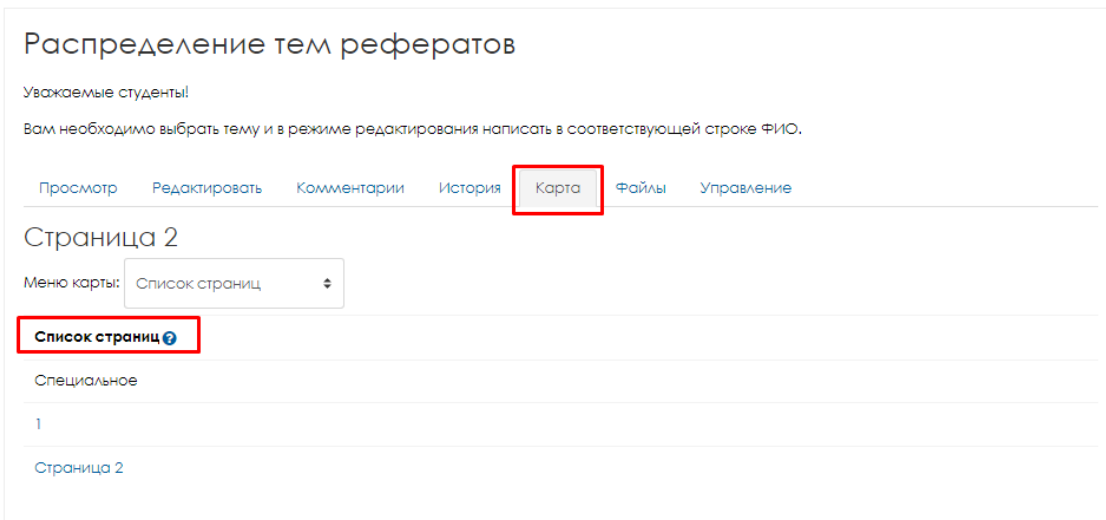 Распределение тем рефератов
Уважаемые студенты!
Вам необходимо выбрать тему и в режиме редактирования написать в соответствующей строке ФИО.
Просмотр Редактировать Комментарии История Карта Файлы Управление
Страница 2
Меню карты: Список страниц
Список страниц ?
Специальное
1
Страница 2